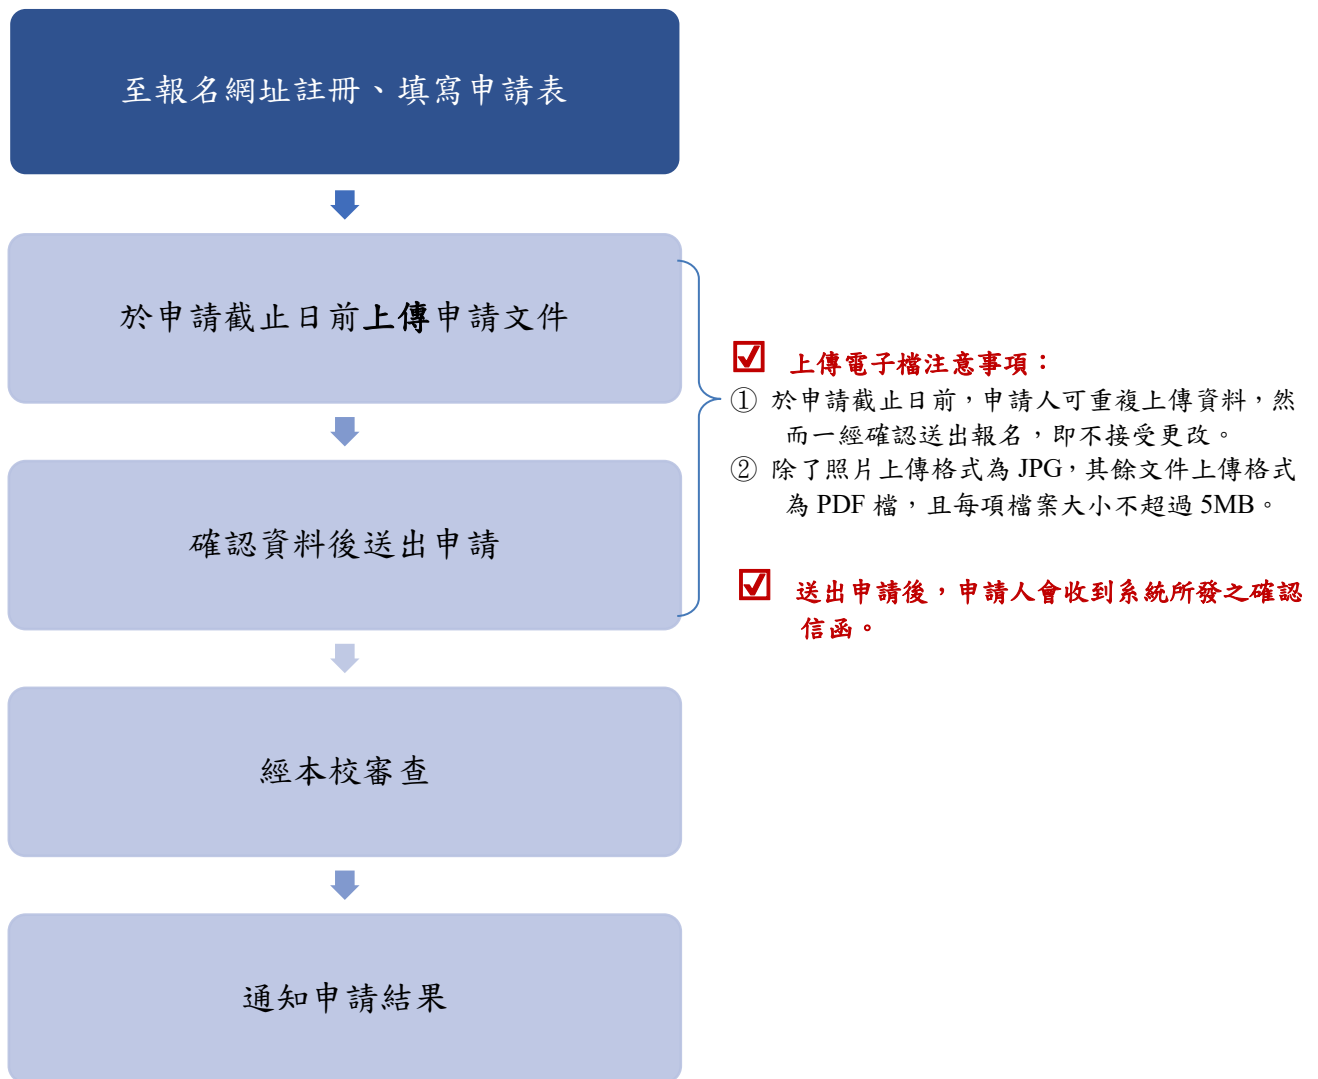 至報名網址註冊、填寫申請表
於申請截止日前上傳申請文件
☑ 上傳電子檔注意事項：
① 於申請截止日前，申請人可重複上傳資料，然
而一經確認送出報名，即不接受更改。
② 除了照片上傳格式為 JPG，其餘文件上傳格式
為 PDF 檔，且每項檔案大小不超過 5MB。
確認資料後送出申請
☑ 送出申請後，申請人會收到系統所發之確認
信函。
經本校審查
通知申請結果